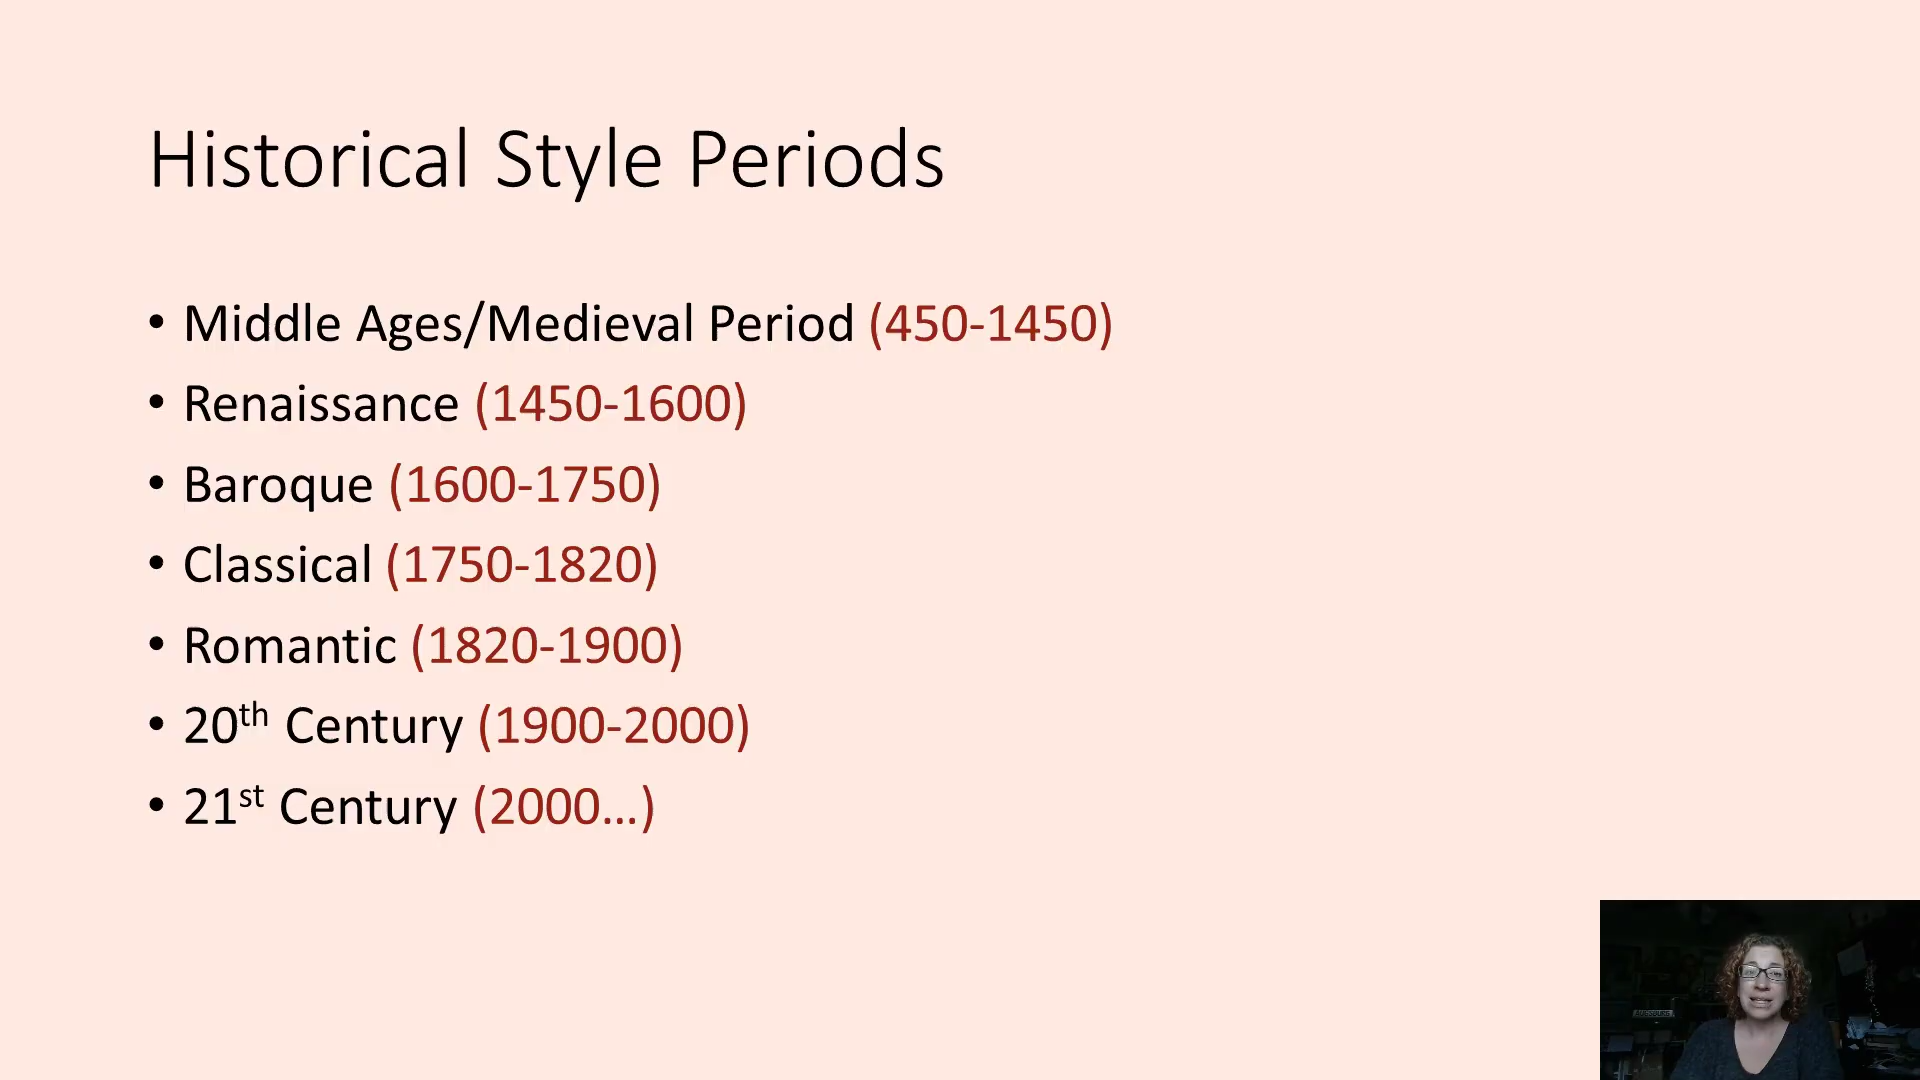 Historical Style Periods
• Middle Ages/Medieval Period (450-1450)
• Renaissance (1450-1600)
• Baroque (1600-1750)
• Classical (1750-1820)
• Romantic (1820-1900)
• 20th Century (1900-2000)
• 21st Century (2000…)